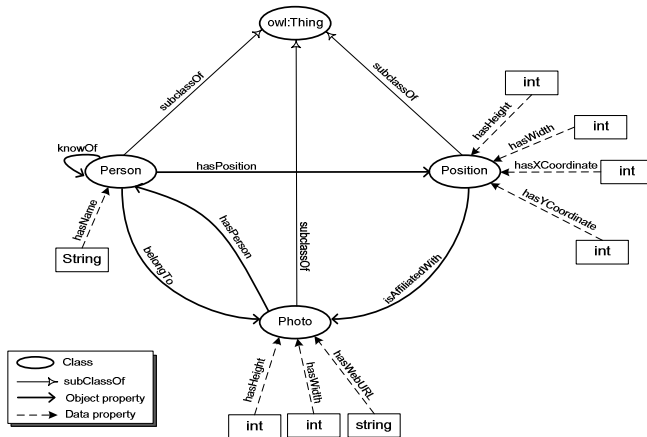 owl:Thing
subclassOf
subclassOf
subclassOf
int
hasHeight
int
hasWidth
int
hasXCoordinate
int
hasYCoordinate
knowOf
Person
hasPosition
Position
hasName
String
belongTo
hasPerson
isAffiliatedWith
Photo
hasHeight
hasWidth
hasWebURL
int
int
string
Class
subClassOf
Object property
Data property